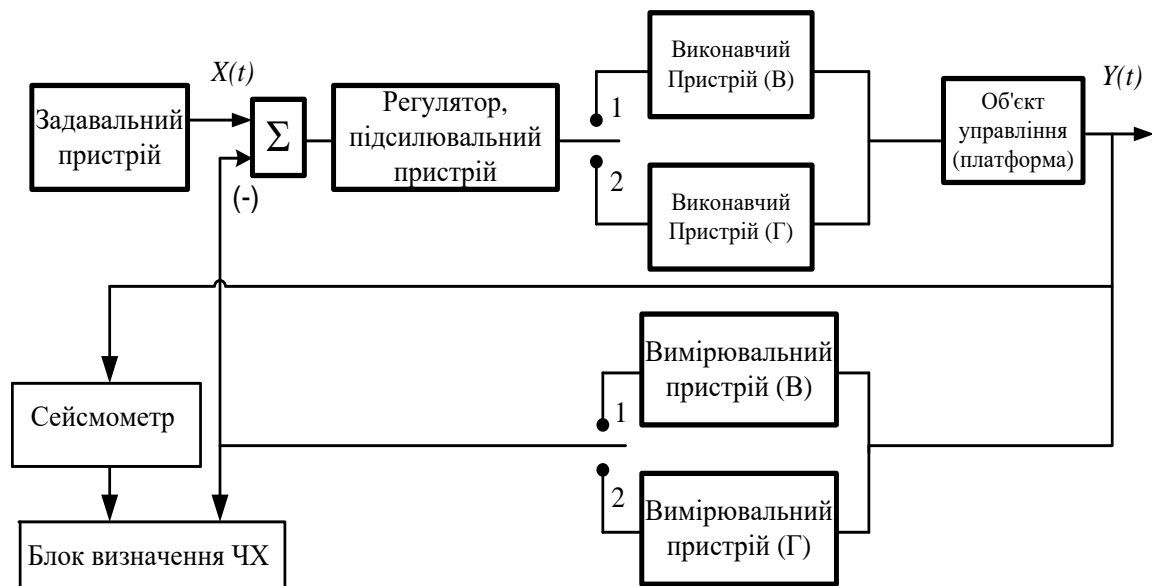 X(t)
Задавальний
пристрій
Σ
(-)
Регулятор,
підсилювальний
пристрій
1
2
Виконавчий
Пристрій (В)
Виконавчий
Пристрій (Г)
Об'єкт
управління
(платформа)
Y(t)
Вимірювальний
пристрій (В)
1
2
Вимірювальний
пристрій (Г)
Сейсмометр
Блок визначення ЧХ